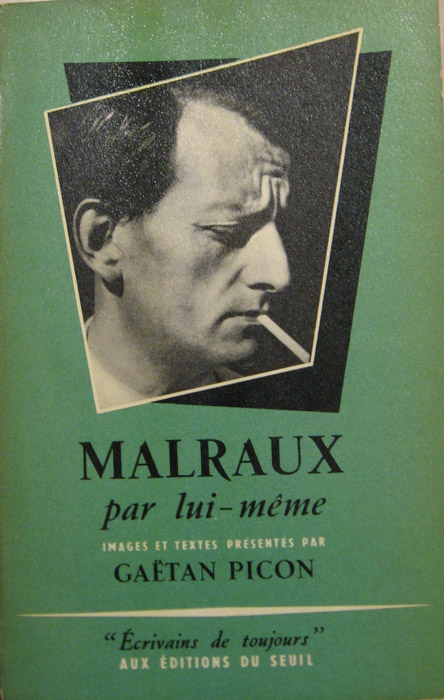 MALRAUX
par lui-même
IMAGES ET TEXTES PRÉSENTÉS PAR
GAËTAN PICON
“Écrivains de toujours”
AUX ÉDITIONS DU SEUIL